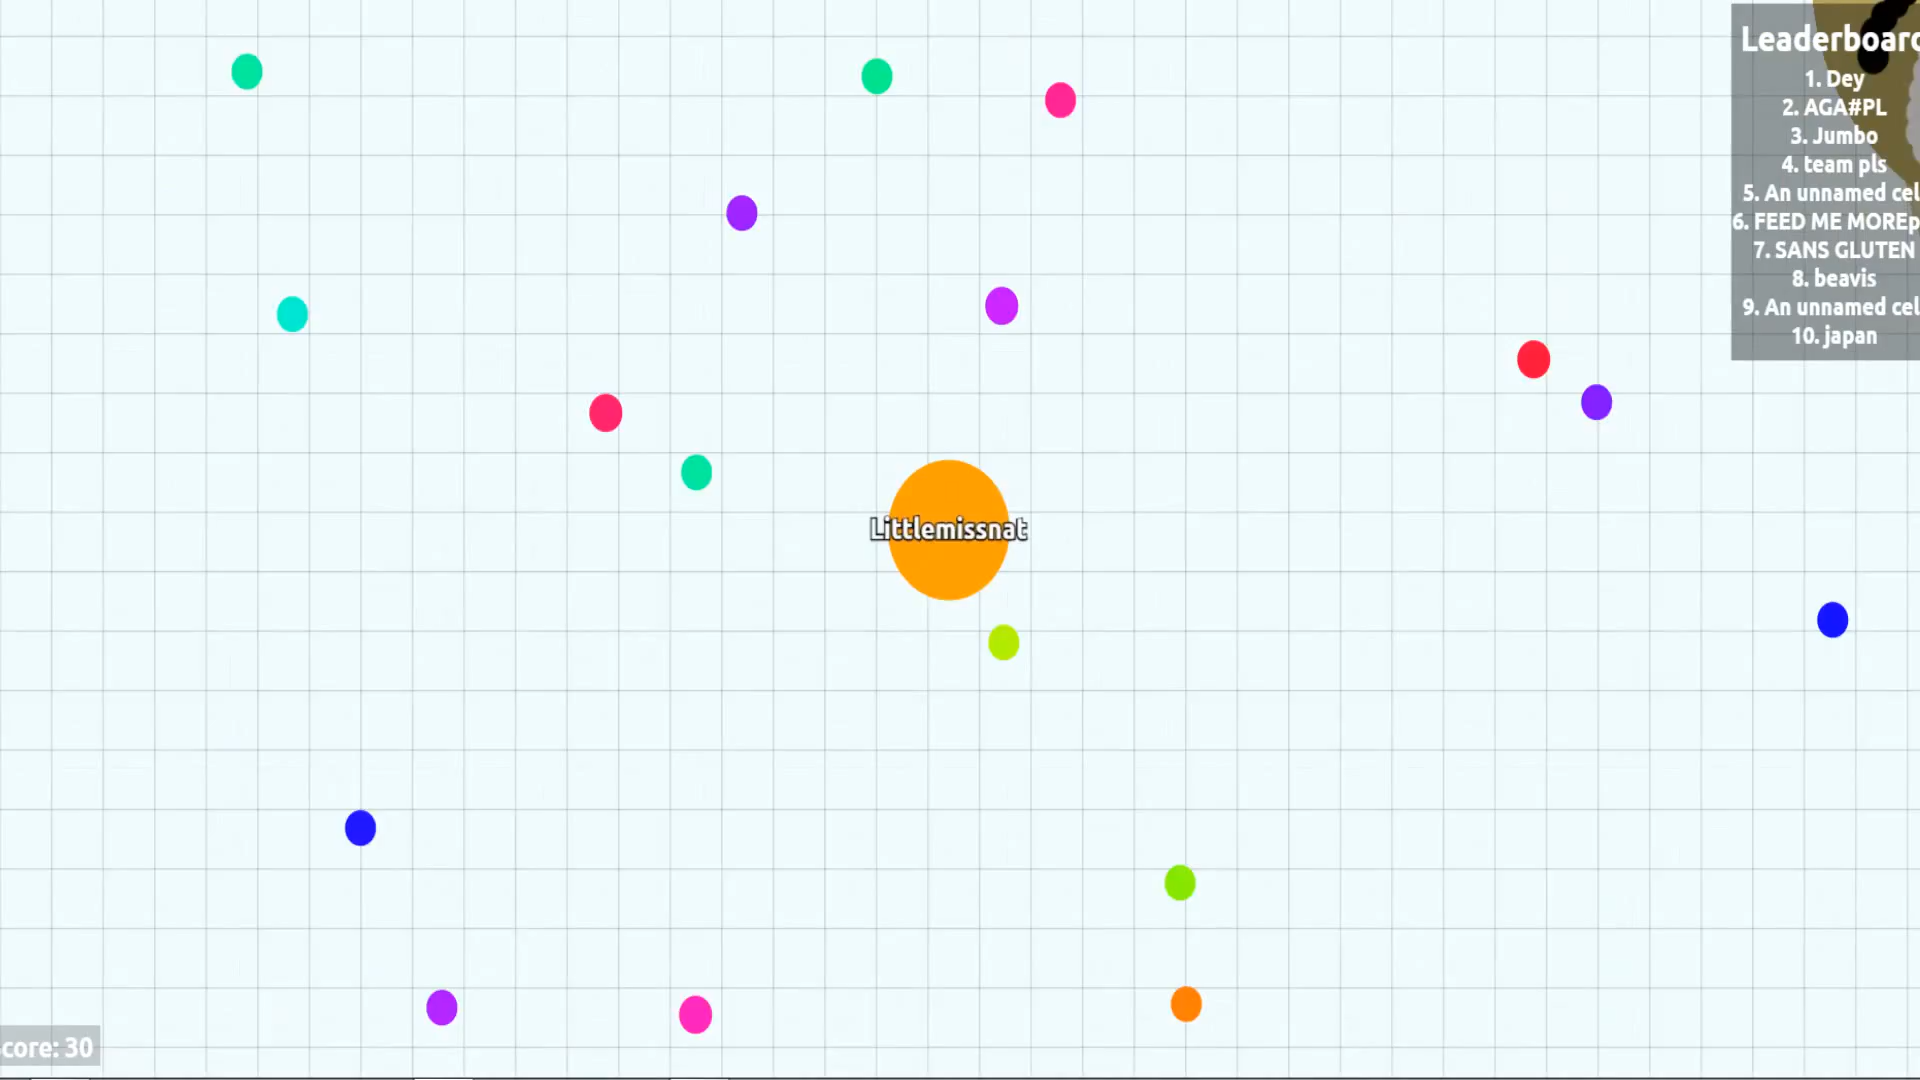 Leaderboard
1. Dey
2. AGA#PL
3. Jumbo
4. team pls
5. An unnamed cel
6. FEED ME MOREp
7. SANS GLUTEN
8. beavis
9. An unnamed cel
10. japan
Littlemissnat
core: 30